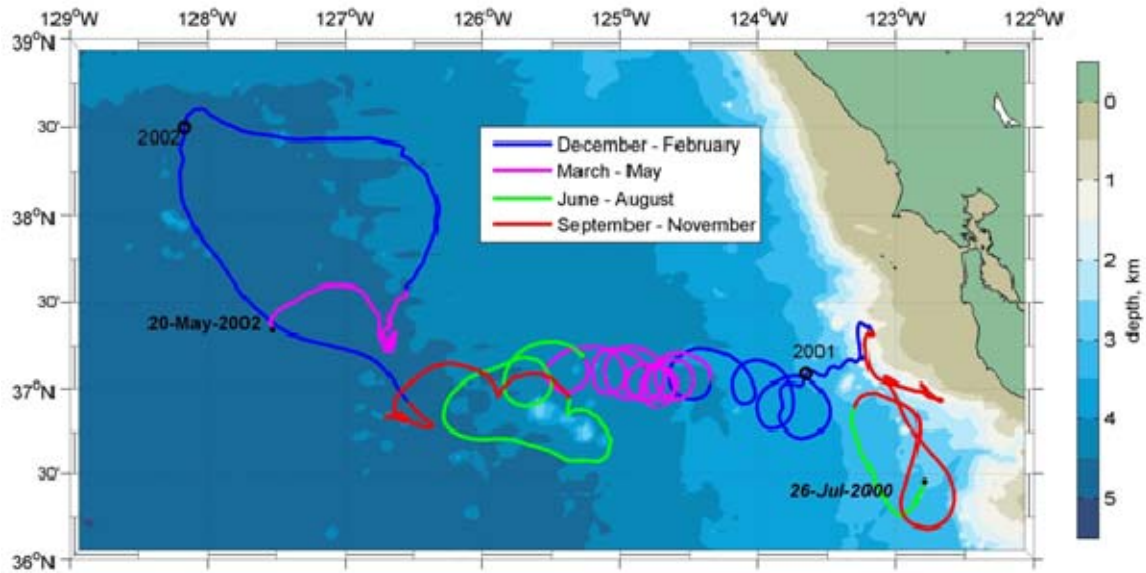 129°W 128°W 127°W 126°W 125°W 124°W 123°W 122°W
39°N
30'
38°N
30'
37°N
30'
36°N
2002
December - February
March - May
June - August
September - November
20-May-2002
2001
26-Jul-2000
0
1
2
3
4
5
depth, km